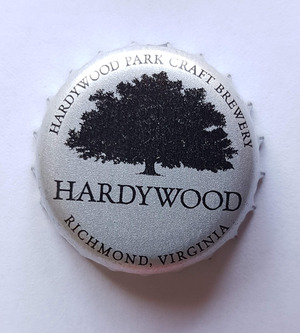 HARDYWOOD PARK CRAFT BREWERY
HARDYWOOD
RICHMOND, VIRGINIA